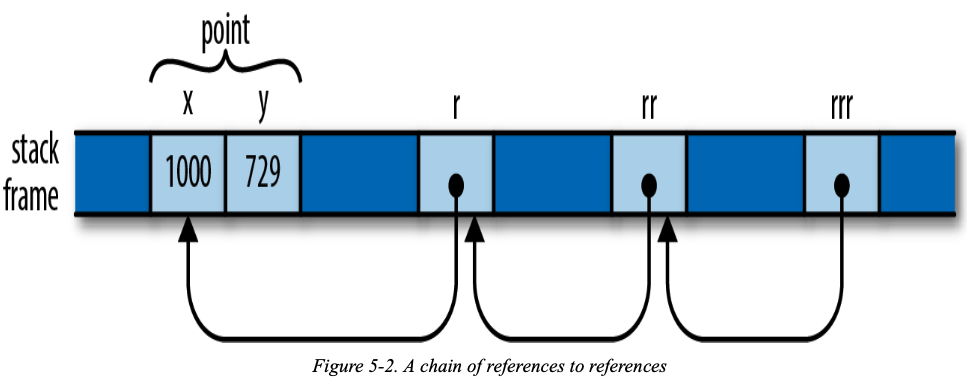 point
x y r rr rrr
stack
frame
1000 729
Figure 5-2. A chain of references to references